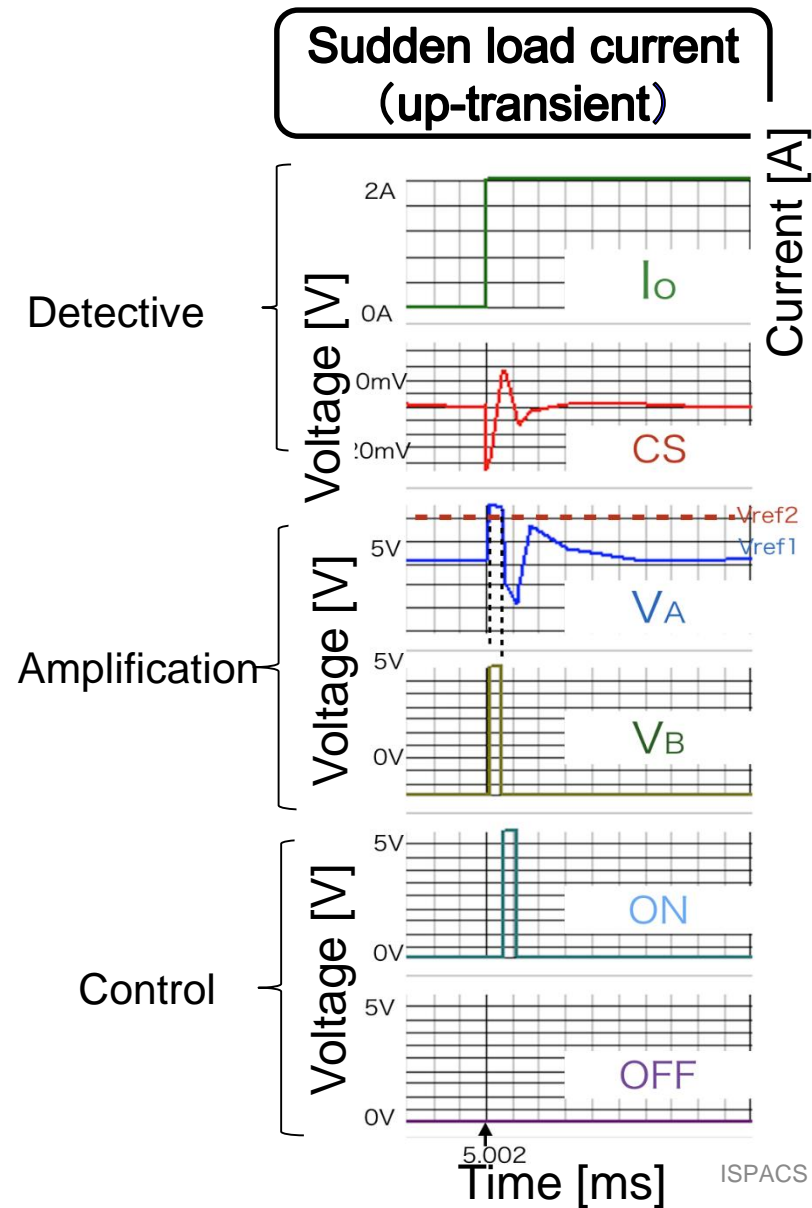 Sudden load current
（up-transient）
Current [A]
Detective
Voltage [V]
2A
0A
Io
0mV
20mV
CS
Amplification
Voltage [V]
5V
Vref2
Vref1
VA
5V
0V
VB
Control
Voltage [V]
5V
0V
ON
5V
0V
OFF
5.002
Time [ms]
ISPACS